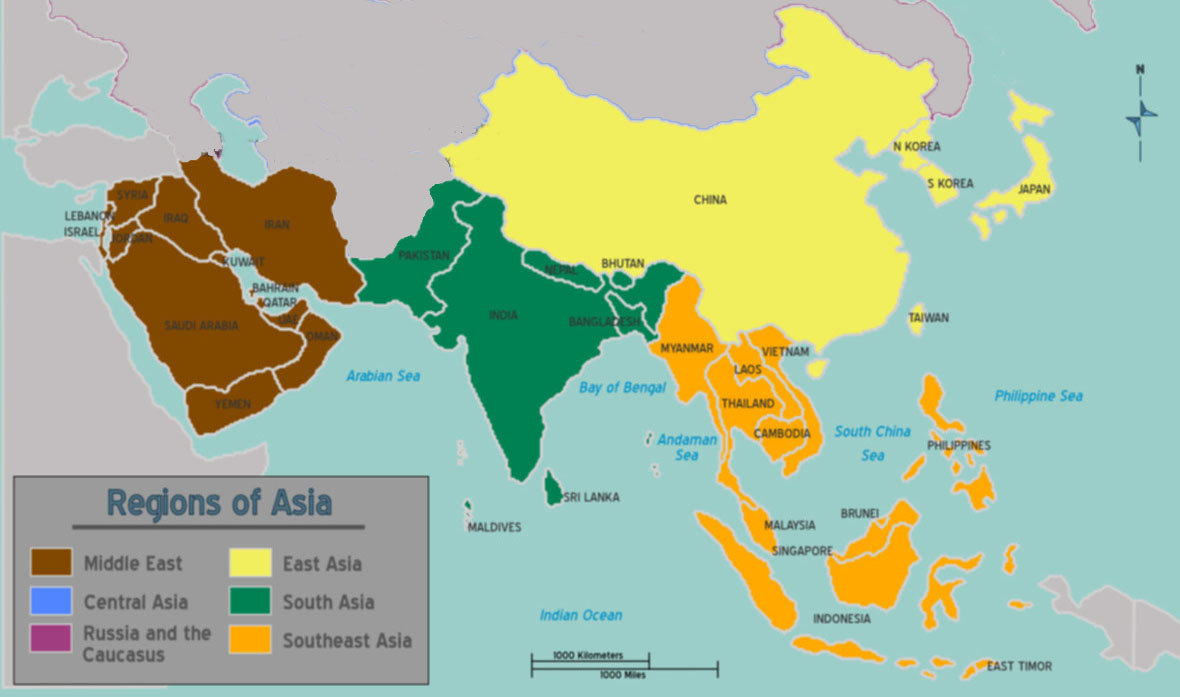 N
N KOREA
S KOREA
JAPAN
CHINA
SYRIA
LEBANON
IRAQ
IRAN
ISRAEL
JORDAN
PAKISTAN
KUWAIT
NEPAL
BHUTAN
BAHRAIN
QATAR
UAE
SAUDI ARABIA
OMAN
INDIA
BANGLADESH
TAIWAN
MYANMAR
VIETNAM
LAOS
Arabian Sea
Bay of Bengal
Philippine Sea
YEMEN
THAILAND
CAMBODIA
South China
Sea
Andaman
Sea
PHILIPPINES
SRI LANKA
MALDIVES
BRUNEI
MALAYSIA
SINGAPORE
Indian Ocean
INDONESIA
EAST TIMOR
1000 Kilometers
1000 Miles
Regions of Asia
Middle East
East Asia
Central Asia
South Asia
Russia and the
Caucasus
Southeast Asia